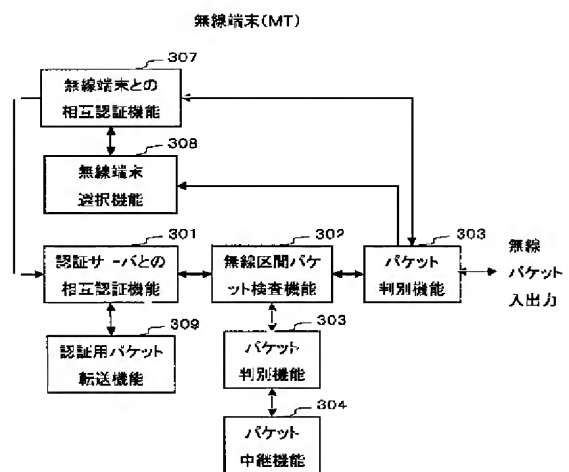 無線端末(MT)
307
無線端末との
相互認証機能
308
無線端末
選択機能
301
認証サーバとの
相互認証機能
302
無線区間パケ
ット検査機能
303
パケット
判別機能
無線
パケット
入出力
309
認証用パケット
転送機能
303
パケット
判別機能
304
パケット
中継機能